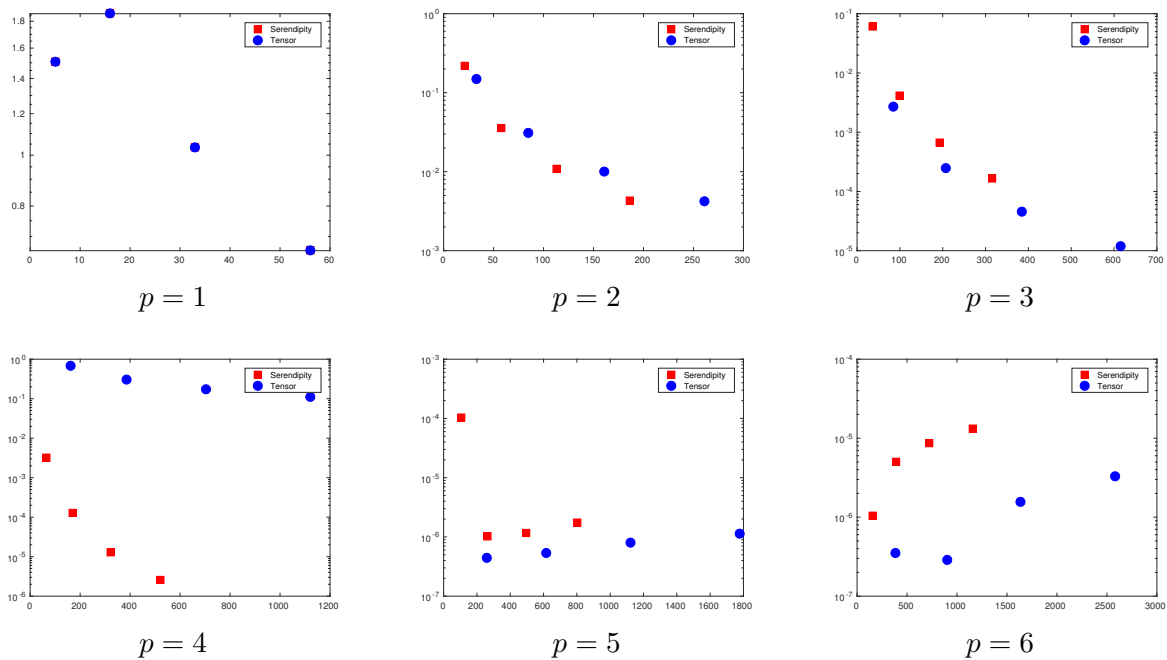 1.8
1.6
1.4
1
0.8
0 10 20 30 40 50 60
Serendipity
Tensor
p = 1
10^0
10^-1
10^-2
10^-3
0 50 100 150 200 250 300
Serendipity
Tensor
p = 2
10^-1
10^-2
10^-3
10^-4
10^-5
0 100 200 300 400 500 600 700
Serendipity
Tensor
p = 3
10^0
10^-1
10^-2
10^-3
10^-4
10^-5
10^-6
0 200 400 600 800 1000 1200
Serendipity
Tensor
p = 4
10^-3
10^-4
10^-5
10^-6
10^-7
0 200 400 600 800 1000 1200 1400 1600 1800
Serendipity
Tensor
p = 5
10^-4
10^-5
10^-6
10^-7
0 500 1000 1500 2000 2500 3000
Serendipity
Tensor
p = 6